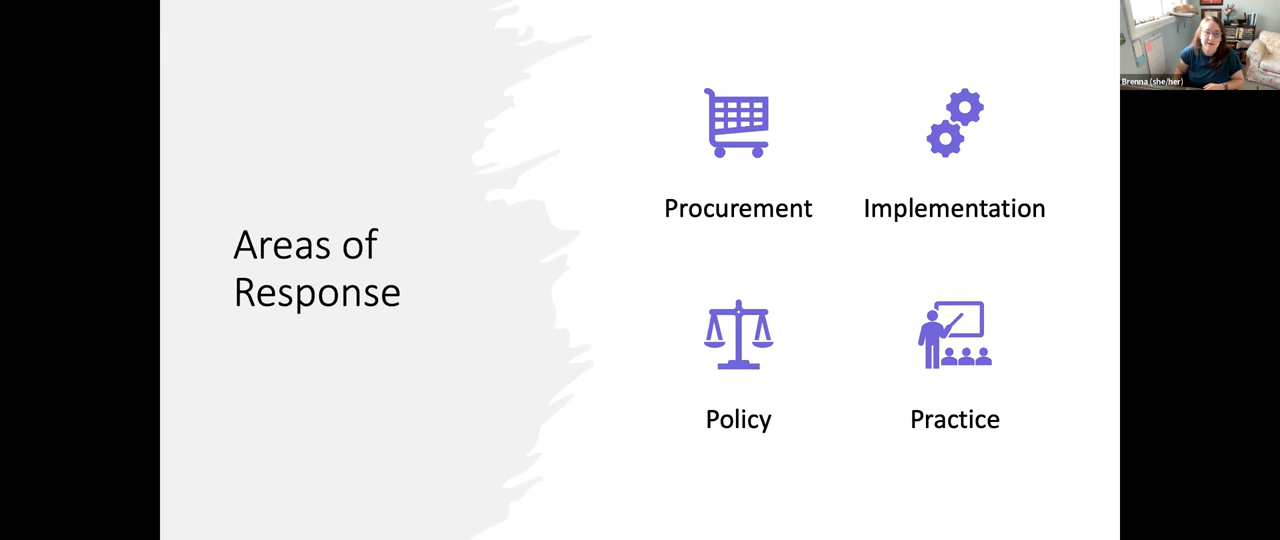 Brenna (she/her)
Areas of
Response
Procurement
Implementation
Policy
Practice